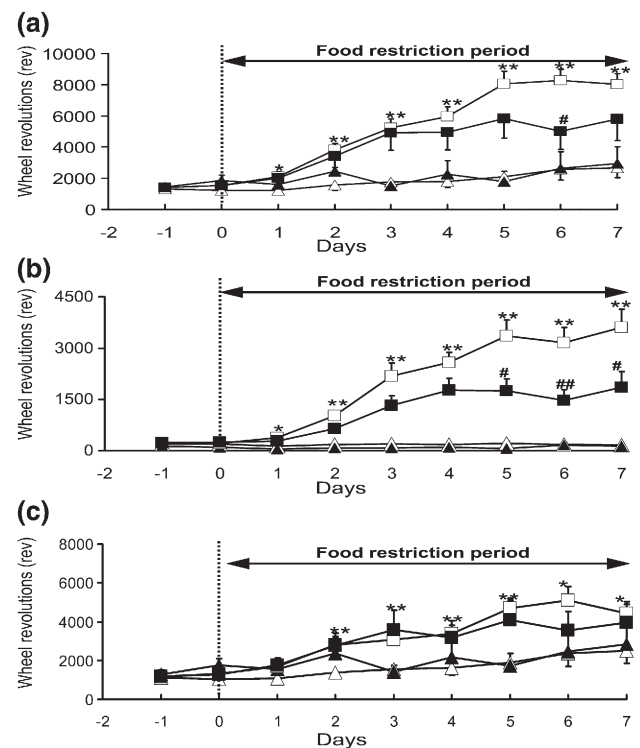 (a)
Food restriction period
Wheel revolutions (rev)
10000
8000
6000
4000
2000
0
* ** ** ** ** ** **
#
-2 -1 0 1 2 3 4 5 6 7
Days
(b)
Food restriction period
Wheel revolutions (rev)
4500
3000
1500
0
* ** ** ** ** ** **
# ## #
-2 -1 0 1 2 3 4 5 6 7
Days
(c)
Food restriction period
Wheel revolutions (rev)
8000
6000
4000
2000
0
** ** ** ** * *
-2 -1 0 1 2 3 4 5 6 7
Days